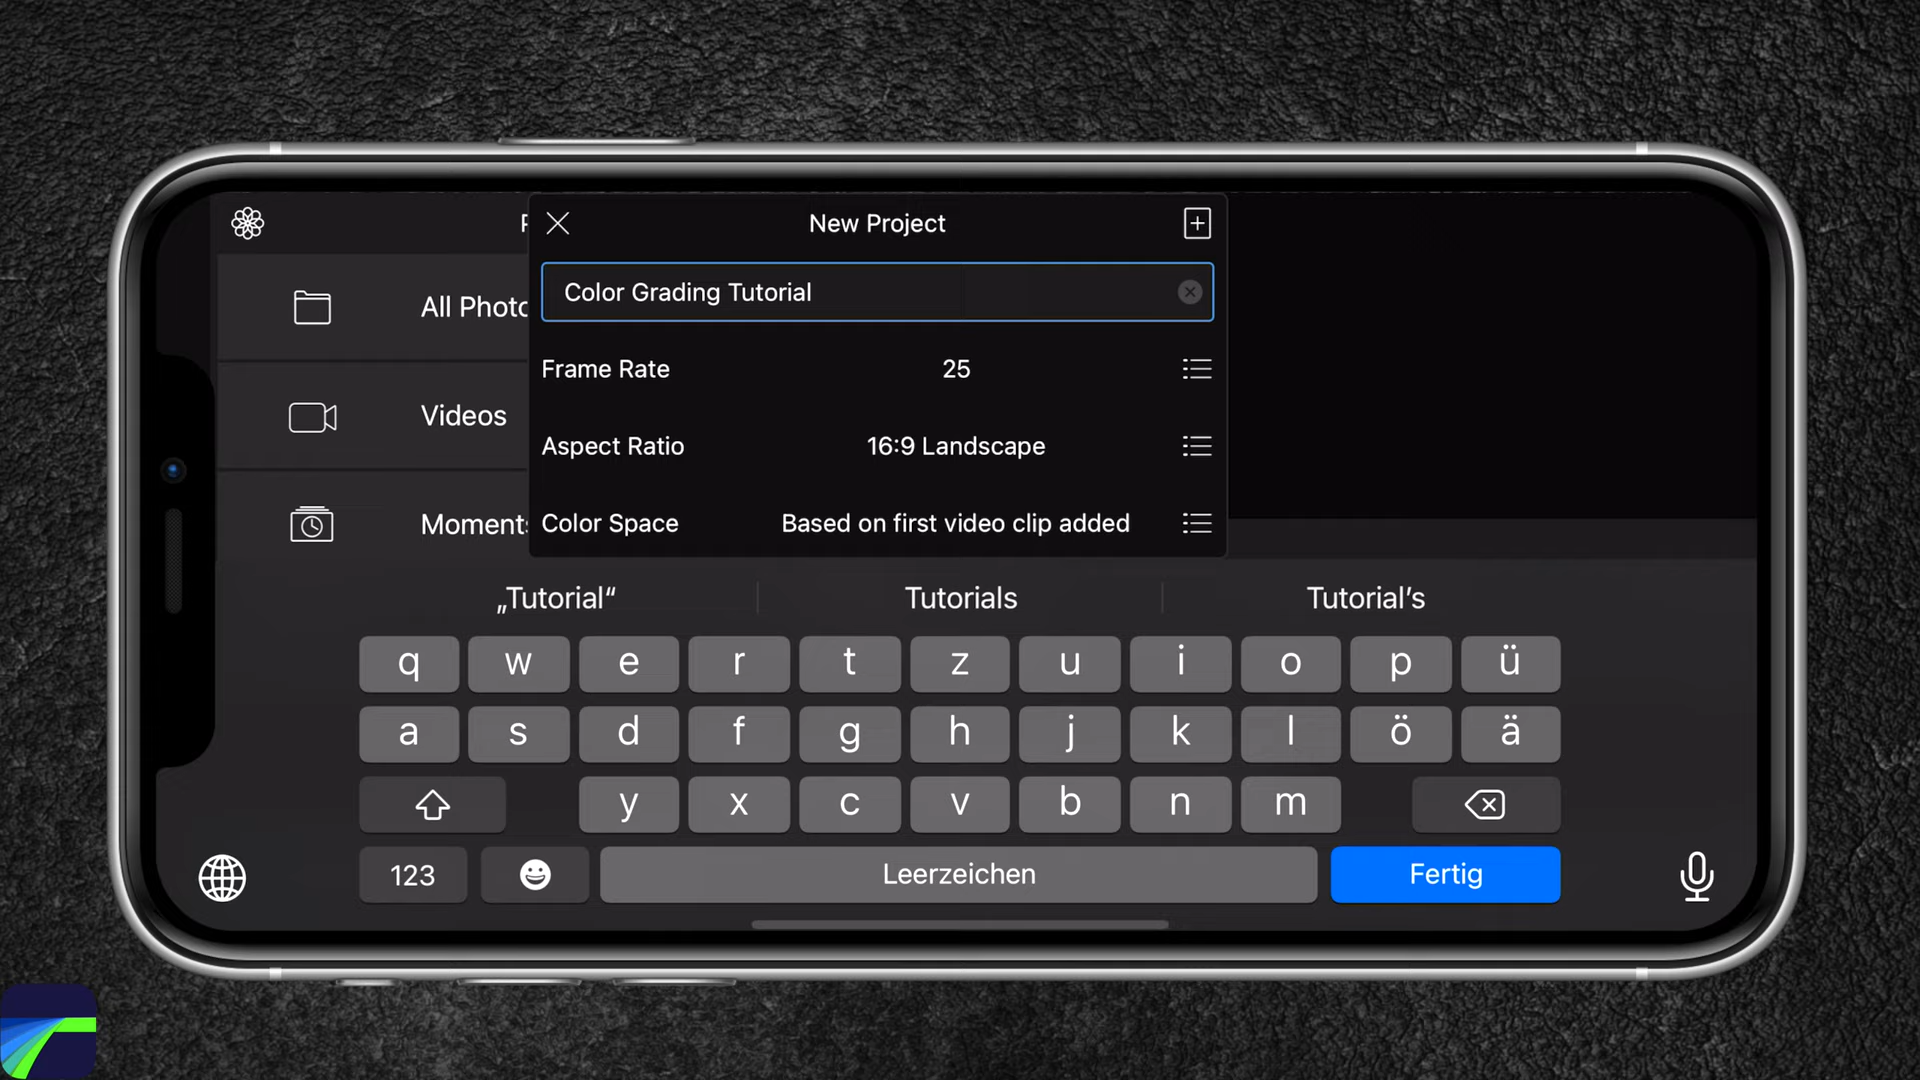 New Project
Color Grading Tutorial
Frame Rate 25
All Photo
Aspect Ratio 16:9 Landscape
Videos
Color Space Based on first video clip added
Moments
„Tutorial“ Tutorials Tutorial's
q w e r t z u i o p ü
a s d f g h j k l ö ä
y x c v b n m
123 Leerzeichen Fertig